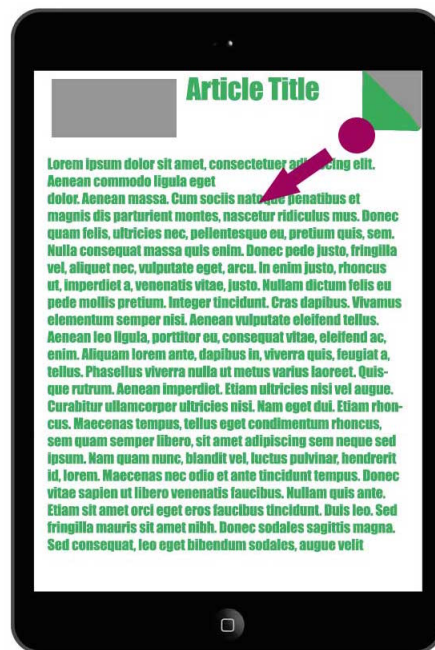 Article Title
Lorem ipsum dolor sit amet, consectetuer adipiscing elit.
Aenean commodo ligula eget
dolor. Aenean massa. Cum sociis natoque penatibus et
magnis dis parturient montes, nascetur ridiculus mus. Donec
quam felis, ultricies nec, pellentesque eu, pretium quis, sem.
Nulla consequat massa quis enim. Donec pede justo, fringilla
vel, aliquet nec, vulputate eget, arcu. In enim justo, rhoncus
ut, imperdiet a, venenatis vitae, justo. Nullam dictum felis eu
pede mollis pretium. Integer tincidunt. Cras dapibus. Vivamus
elementum semper nisi. Aenean vulputate eleifend tellus.
Aenean leo ligula, porttitor eu, consequat vitae, eleifend ac,
enim. Aliquam lorem ante, dapibus in, viverra quis, feugiat a,
tellus. Phasellus viverra nulla ut metus varius laoreet. Quis-
que rutrum. Aenean imperdiet. Etiam ultricies nisi vel augue.
Curabitur ullamcorper ultricies nisi. Nam eget dui. Etiam rhon-
cus. Maecenas tempus, tellus eget condimentum rhoncus,
sem quam semper libero, sit amet adipiscing sem neque sed
ipsum. Nam quam nunc, blandit vel, luctus pulvinar, hendrerit
id, lorem. Maecenas nec odio et ante tincidunt tempus. Donec
vitae sapien ut libero venenatis faucibus. Nullam quis ante.
Etiam sit amet orci eget eros faucibus tincidunt. Duis leo. Sed
fringilla mauris sit amet nibh. Donec sodales sagittis magna.
Sed consequat, leo eget bibendum sodales, augue velit